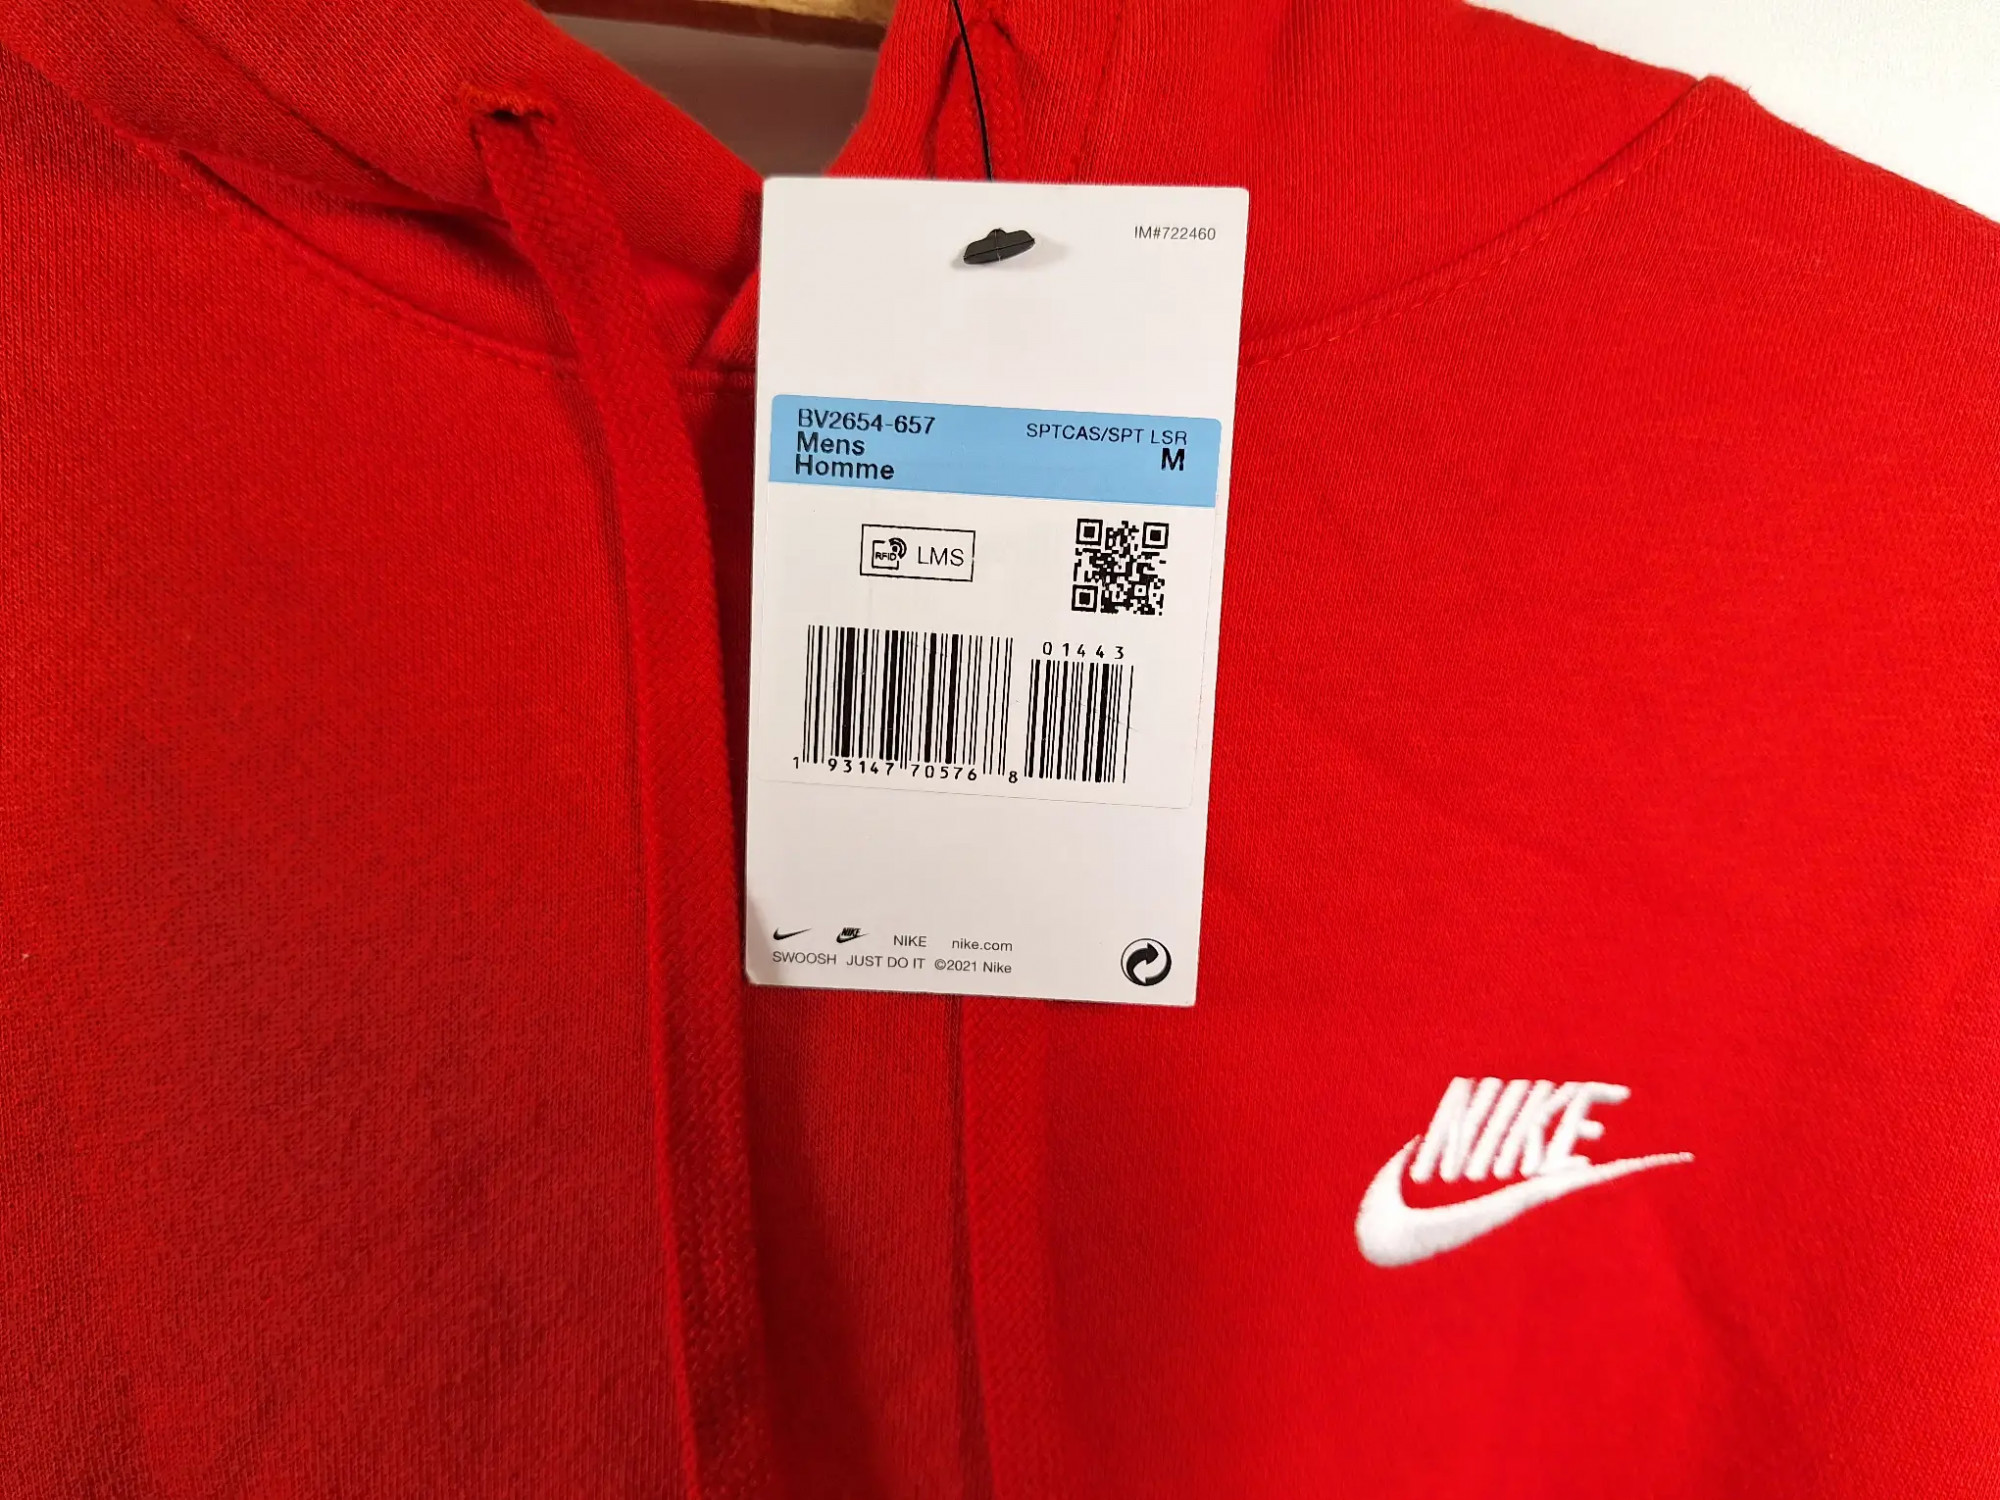 IM#722460
BV2654-657
SPTCAS/SPT LSR
Mens
M
Homme
RFID LMS
01443
1 93147 70576 8
NIKE NIKE nike.com
SWOOSH JUST DO IT ©2021 Nike
NIKE